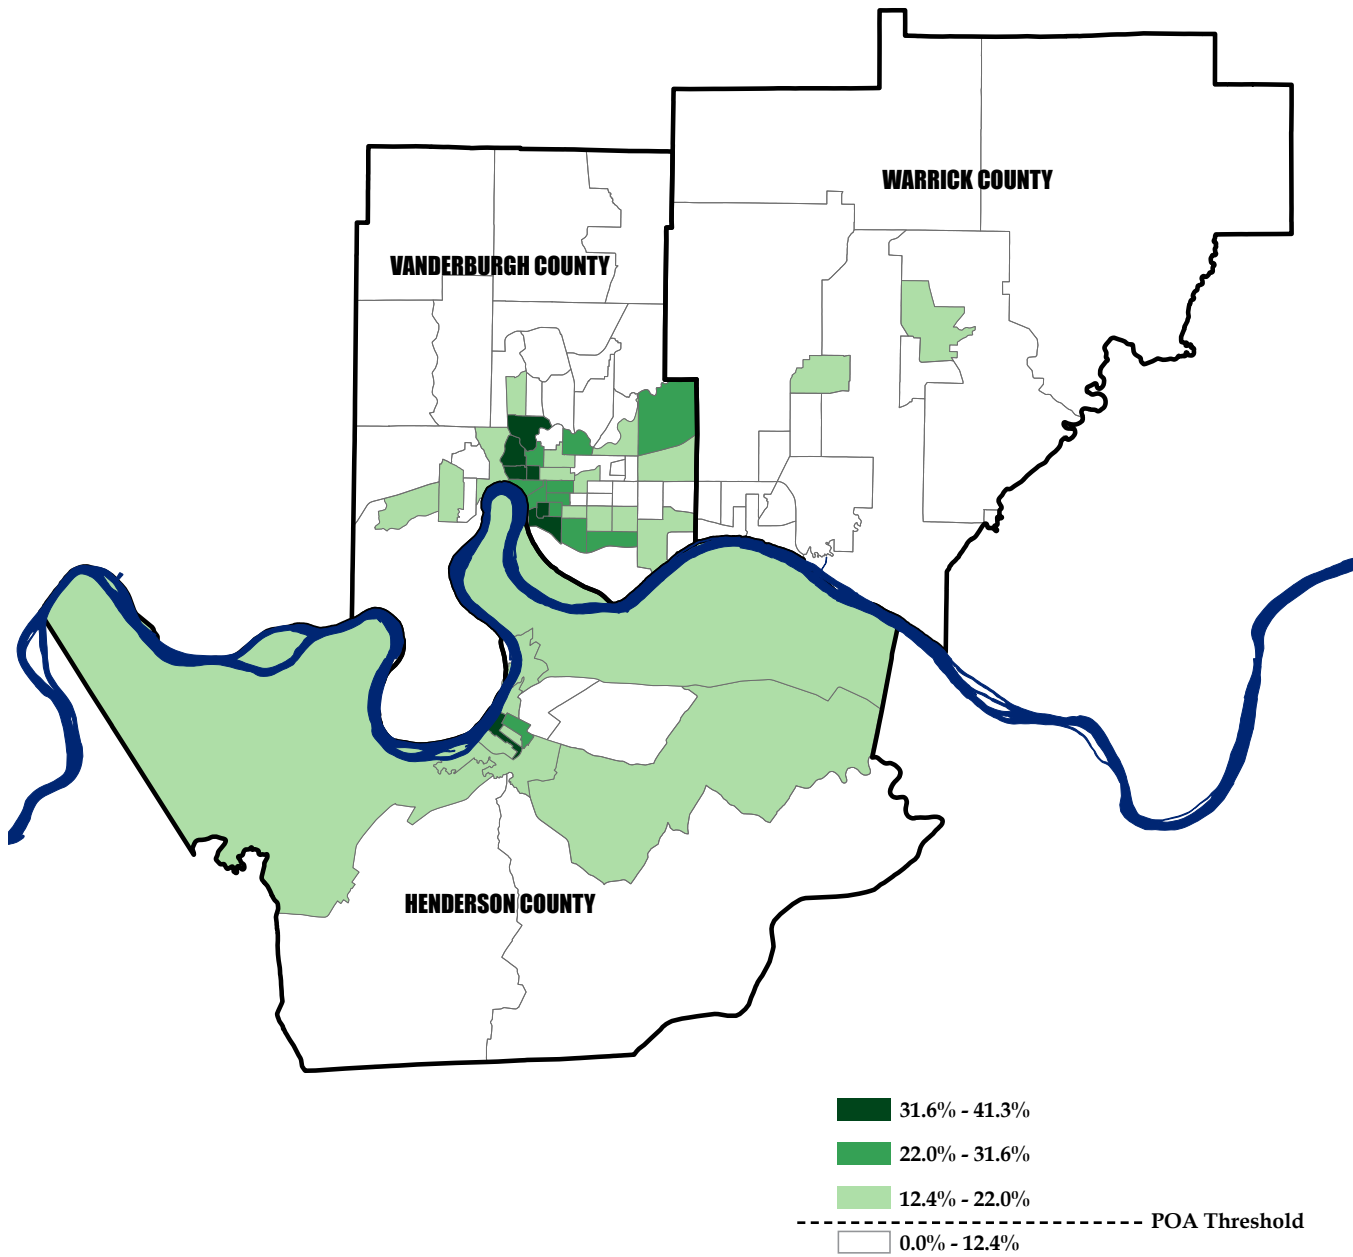 WARRICK COUNTY
VANDERBURGH COUNTY
HENDERSON COUNTY
31.6% - 41.3%
22.0% - 31.6%
12.4% - 22.0%
POA Threshold
0.0% - 12.4%